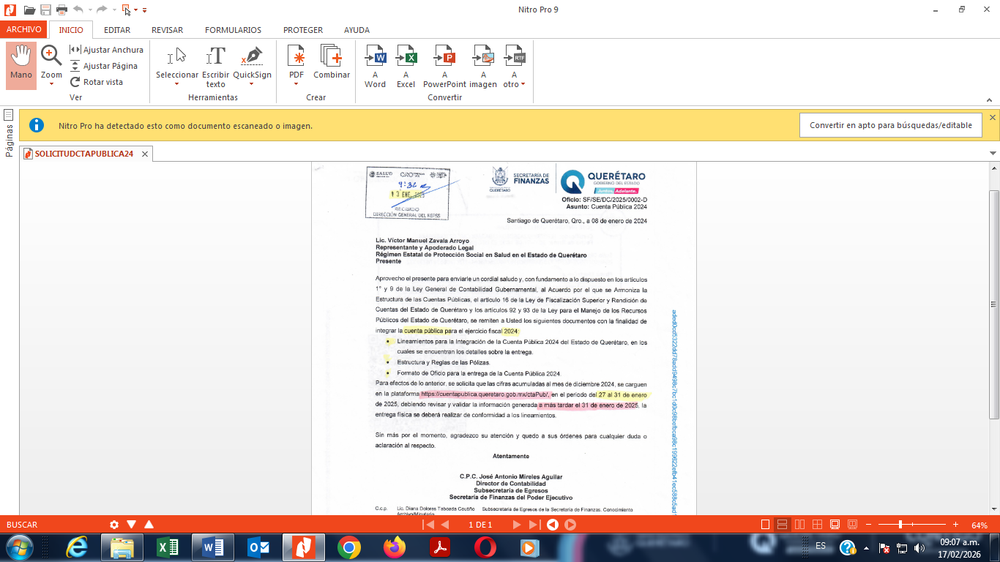 Nitro Pro 9
ARCHIVO INICIO EDITAR REVISAR FORMULARIOS PROTEGER AYUDA
Mano
Zoom
Ajustar Anchura
Ajustar Página
Rotar vista
Ver
Seleccionar
Escribir texto
QuickSign
Herramientas
PDF
Combinar
Crear
A Word
A Excel
A PowerPoint
A imagen
A otro
Convertir
Páginas
Nitro Pro ha detectado esto como documento escaneado o imagen.
Convertir en apto para búsquedas/editable
SOLICITUDCTAPUBLICA24
SALUD
13 ENE. 2025
RECIBIDO
DIRECCIÓN GENERAL DEL REPSS
QUERÉTARO
SECRETARÍA DE
FINANZAS
QUERÉTARO
GOBIERNO DEL ESTADO
Juntos, Adelante.
Oficio: SF/SE/DC/2025/0002-D
Asunto: Cuenta Pública 2024
Santiago de Querétaro, Qro., a 08 de enero de 2024
Lic. Víctor Manuel Zavala Arroyo
Representante y Apoderado Legal
Régimen Estatal de Protección Social en Salud en el Estado de Querétaro
Presente
Aprovecho el presente para enviarle un cordial saludo y, con fundamento a lo dispuesto en los artículos
1° y 9 de la Ley General de Contabilidad Gubernamental, al Acuerdo por el que se Armoniza la
Estructura de las Cuentas Públicas, el artículo 16 de la Ley de Fiscalización Superior y Rendición de
Cuentas del Estado de Querétaro y los artículos 92 y 93 de la Ley para el Manejo de los Recursos
Públicos del Estado de Querétaro, se remiten a Usted los siguientes documentos con la finalidad de
integrar la cuenta pública para el ejercicio fiscal 2024:
• Lineamientos para la Integración de la Cuenta Pública 2024 del Estado de Querétaro, en los
cuales se encuentran los detalles sobre la entrega.
• Estructura y Reglas de las Pólizas.
• Formato de Oficio para la entrega de la Cuenta Pública 2024.
Para efectos de lo anterior, se solicita que las cifras acumuladas al mes de diciembre 2024, se carguen
en la plataforma https://cuentapublica.queretaro.gob.mx/ctaPub/, en el periodo del 27 al 31 de enero
de 2025, debiendo revisar y validar la información generada a más tardar el 31 de enero de 2025, la
entrega física se deberá realizar de conformidad a los lineamientos.
Sin más por el momento, agradezco su atención y quedo a sus órdenes para cualquier duda o
aclaración al respecto.
Atentamente
C.P.C. José Antonio Mireles Aguilar
Director de Contabilidad
Subsecretaría de Egresos
Secretaría de Finanzas del Poder Ejecutivo
C.c.p. Lic. Diana Dolores Taboada Coutiño Subsecretaria de Egresos de la Secretaría de Finanzas. Conocimiento
Archivo/Minutario
BUSCAR
1 DE 1
64%
ES
09:07 a.m.
17/02/2026